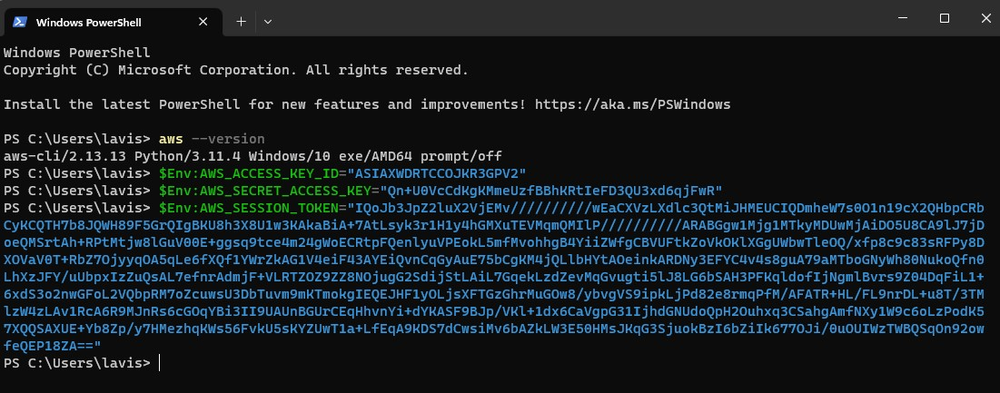 Windows PowerShell
Windows PowerShell
Copyright (C) Microsoft Corporation. All rights reserved.
Install the latest PowerShell for new features and improvements! https://aka.ms/PSWindows
PS C:\Users\lavis> aws --version
aws-cli/2.13.13 Python/3.11.4 Windows/10 exe/AMD64 prompt/off
PS C:\Users\lavis> $Env:AWS_ACCESS_KEY_ID="ASIAXWDRTCCOJKR3GPV2"
PS C:\Users\lavis> $Env:AWS_SECRET_ACCESS_KEY="Qn+U0VcCdKgKMmeUzfBBhKRtIeFD3QU3xd6qjFwR"
PS C:\Users\lavis> $Env:AWS_SESSION_TOKEN="IQoJb3JpZ2luX2VjEMv//////////wEaCXVzLXdlc3QtMiJHMEUCIQDmheW7s0O1n19cX2QHbpCRb
CyKCQTH7b8JQWH89F5GrQIgBKU8h3X8U1w3KAkaBiA+7AtLsyk3r1H1y4hGMXuTEVMqmQMIlP//////////ARABGgw1Mjg1MTkyMDUwMjAiDO5U8CA9lJ7jD
oeQMSrtAh+RPtMtjw8lGuV00E+ggsq9tce4m24gWoECRtpFQenlyuVPEokL5mfMvohhgB4YiiZWfgCBVUFtkZoVkOKlXGgUWbwTleOQ/xfp8c9c83sRFPy8D
XOVaV0T+RbZ7OjyyqOA5qLe6fXQf1YWrZkAG1V4eiF43AYEiQvnCqGyAuE75bCgKM4jQLlbHYtAOeinkARDNy3EFYC4v4s8guA79aMTboGNyWh80NukoQfn0
LhXzJFY/uUbpxIzZuQsAL7efnrAdmjF+VLRTZOZ9ZZ8NOjugG2SdijStLAiL7GqekLzdZevMqGvugti5lJ8LG6bSAH3PFKqldofIjNgmlBvrs9Z04DqFiL1+
6xdS3o2nwGFoL2VQbpRM7oZcuwsU3DbTuvm9mKTmokgIEQEJHF1yOLjsXFTGzGhrMuGOw8/ybvgVS9ipkLjPd82e8rmqPfM/AFATR+HL/FL9nrDL+u8T/3TM
lzW4zLAv1RcA6R9MJnRs6cGOqYBi3II9UAUnBGUrCEqHhvnYi+dYKASF9BJp/VKl+1dx6CaVgpG31IjhdGNUdoQpH2Ouhxq3CSahgAmfNXy1W9c6oLzPodK5
7XQQSAXUE+Yb8Zp/y7HMezhqKWs56FvkU5sKYZUwT1a+LfEqA9KDS7dCwsiMv6bAZkLW3E50HMsJKqG3SjuokBzI6bZiIk677OJi/0uOUIWzTWBQSqOn92ow
feQEP18ZA=="
PS C:\Users\lavis>